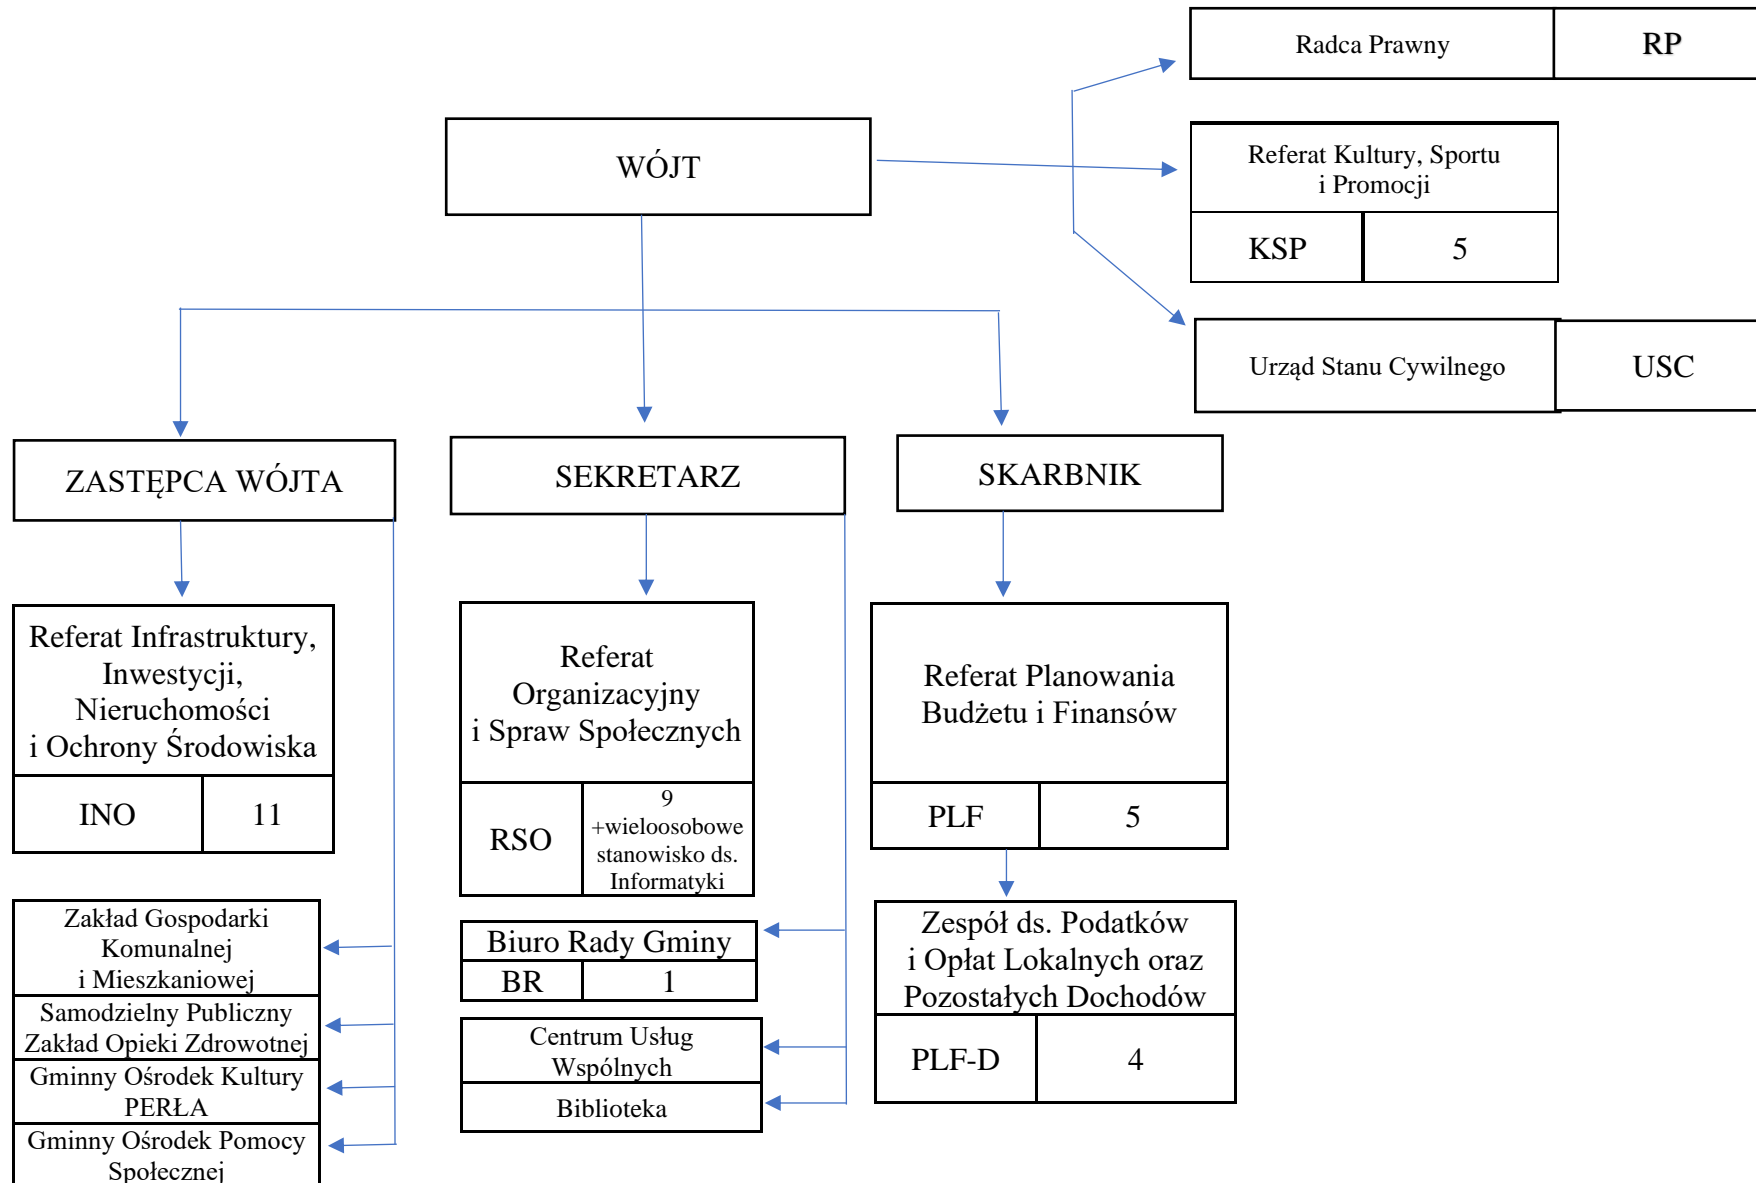 Radca Prawny
RP
WÓJT
Referat Kultury, Sportu
i Promocji
KSP
5
Urząd Stanu Cywilnego
USC
ZASTĘPCA WÓJTA
SEKRETARZ
SKARBNIK
Referat Infrastruktury,
Inwestycji,
Nieruchomości
i Ochrony Środowiska
INO
11
Referat
Organizacyjny
i Spraw Społecznych
RSO
9
+wieloosobowe
stanowisko ds.
Informatyki
Referat Planowania
Budżetu i Finansów
PLF
5
Zakład Gospodarki
Komunalnej
i Mieszkaniowej
Samodzielny Publiczny
Zakład Opieki Zdrowotnej
Gminny Ośrodek Kultury
PERŁA
Gminny Ośrodek Pomocy
Społecznej
Biuro Rady Gminy
BR
1
Centrum Usług
Wspólnych
Biblioteka
Zespół ds. Podatków
i Opłat Lokalnych oraz
Pozostałych Dochodów
PLF-D
4